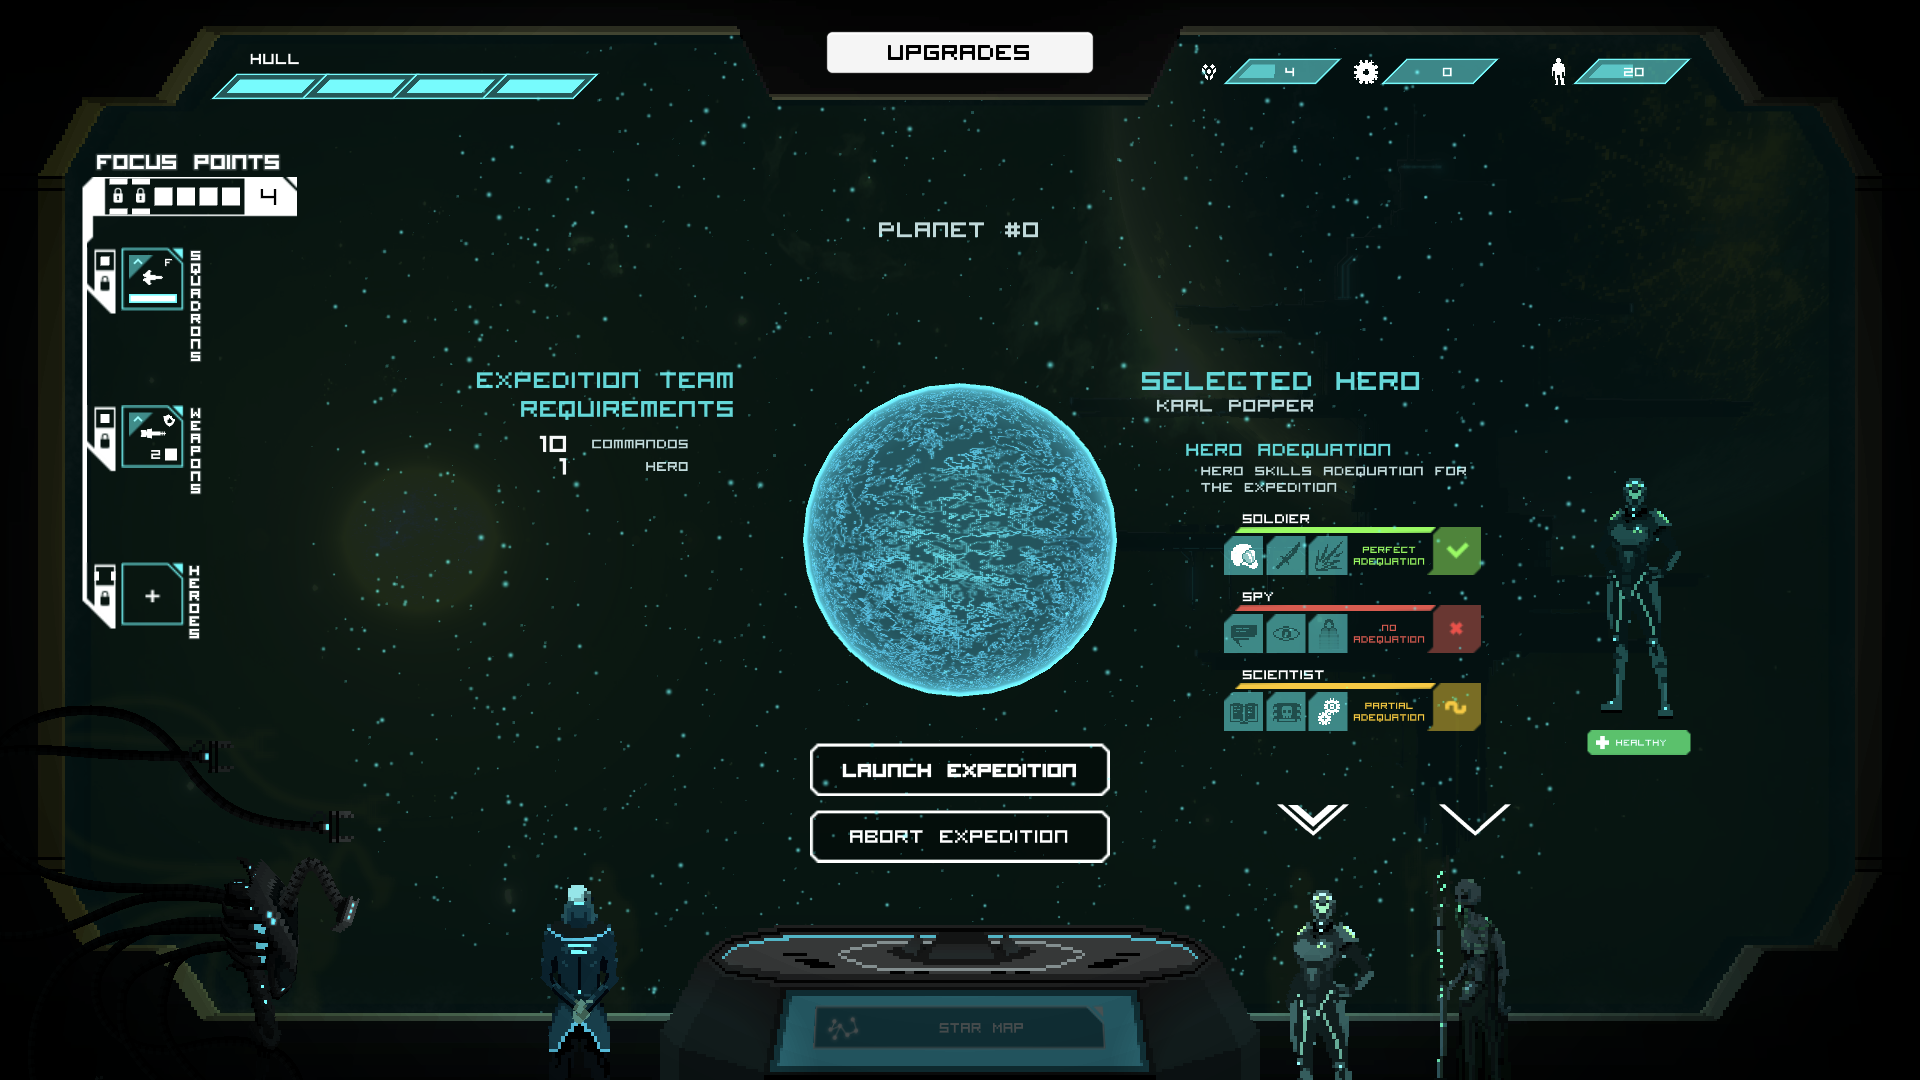 HULL
UPGRADES
4
0
20
FOCUS POINTS
4
F
SQUADRONS
2
WEAPONS
+
HEROES
PLANET #0
EXPEDITION TEAM
REQUIREMENTS
10 COMMANDOS
1 HERO
SELECTED HERO
KARL POPPER
HERO ADEQUATION
HERO SKILLS ADEQUATION FOR
THE EXPEDITION
SOLDIER
PERFECT
ADEQUATION
SPY
NO
ADEQUATION
SCIENTIST
PARTIAL
ADEQUATION
HEALTHY
LAUNCH EXPEDITION
ABORT EXPEDITION
STAR MAP